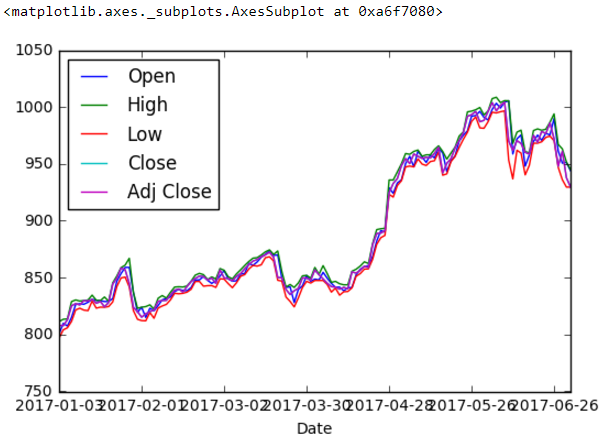 <matplotlib.axes._subplots.AxesSubplot at 0xa6f7080>
1050
1000
950
900
850
800
750
Open
High
Low
Close
Adj Close
2017-01-03
2017-02-01
2017-03-02
2017-03-30
2017-04-28
2017-05-26
2017-06-26
Date